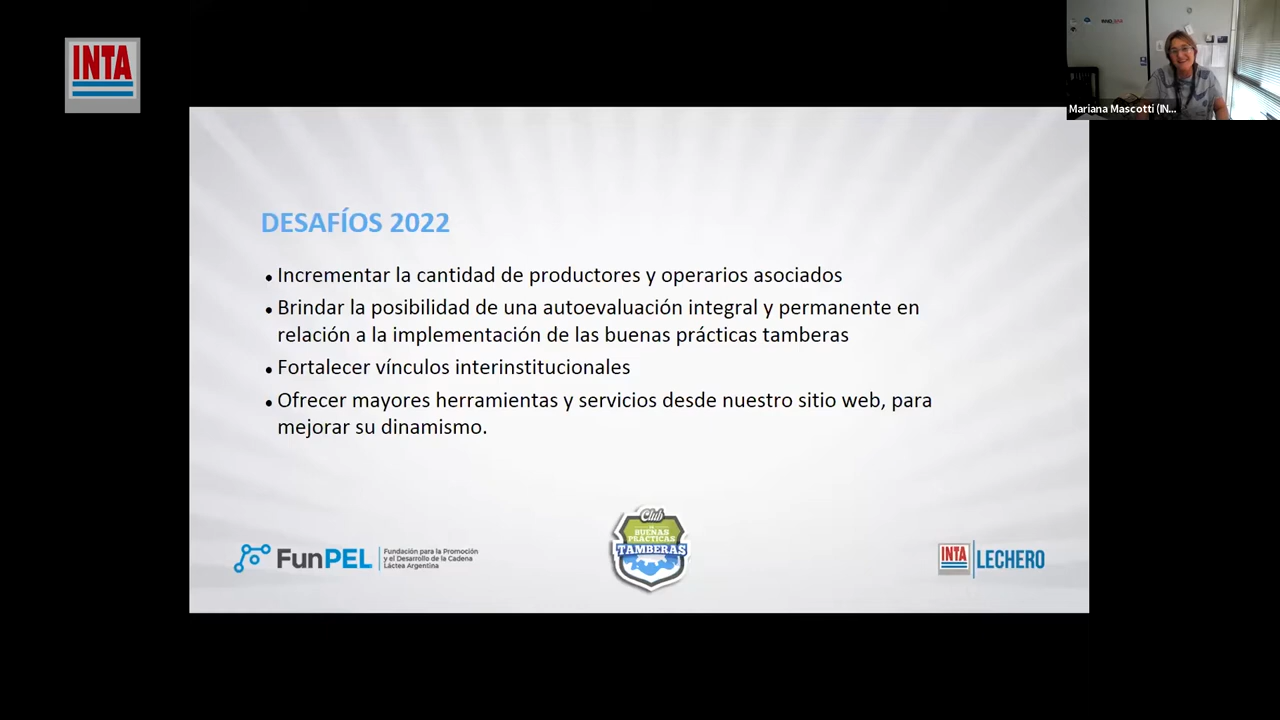 INTA
Mariana Mascotti (IN...
DESAFÍOS 2022
• Incrementar la cantidad de productores y operarios asociados
• Brindar la posibilidad de una autoevaluación integral y permanente en
relación a la implementación de las buenas prácticas tamberas
• Fortalecer vínculos interinstitucionales
• Ofrecer mayores herramientas y servicios desde nuestro sitio web, para
mejorar su dinamismo.
FunPEL
Fundación para la Promoción
y el Desarrollo de la Cadena
Láctea Argentina
Club
BUENAS
PRÁCTICAS
TAMBERAS
INTA LECHERO